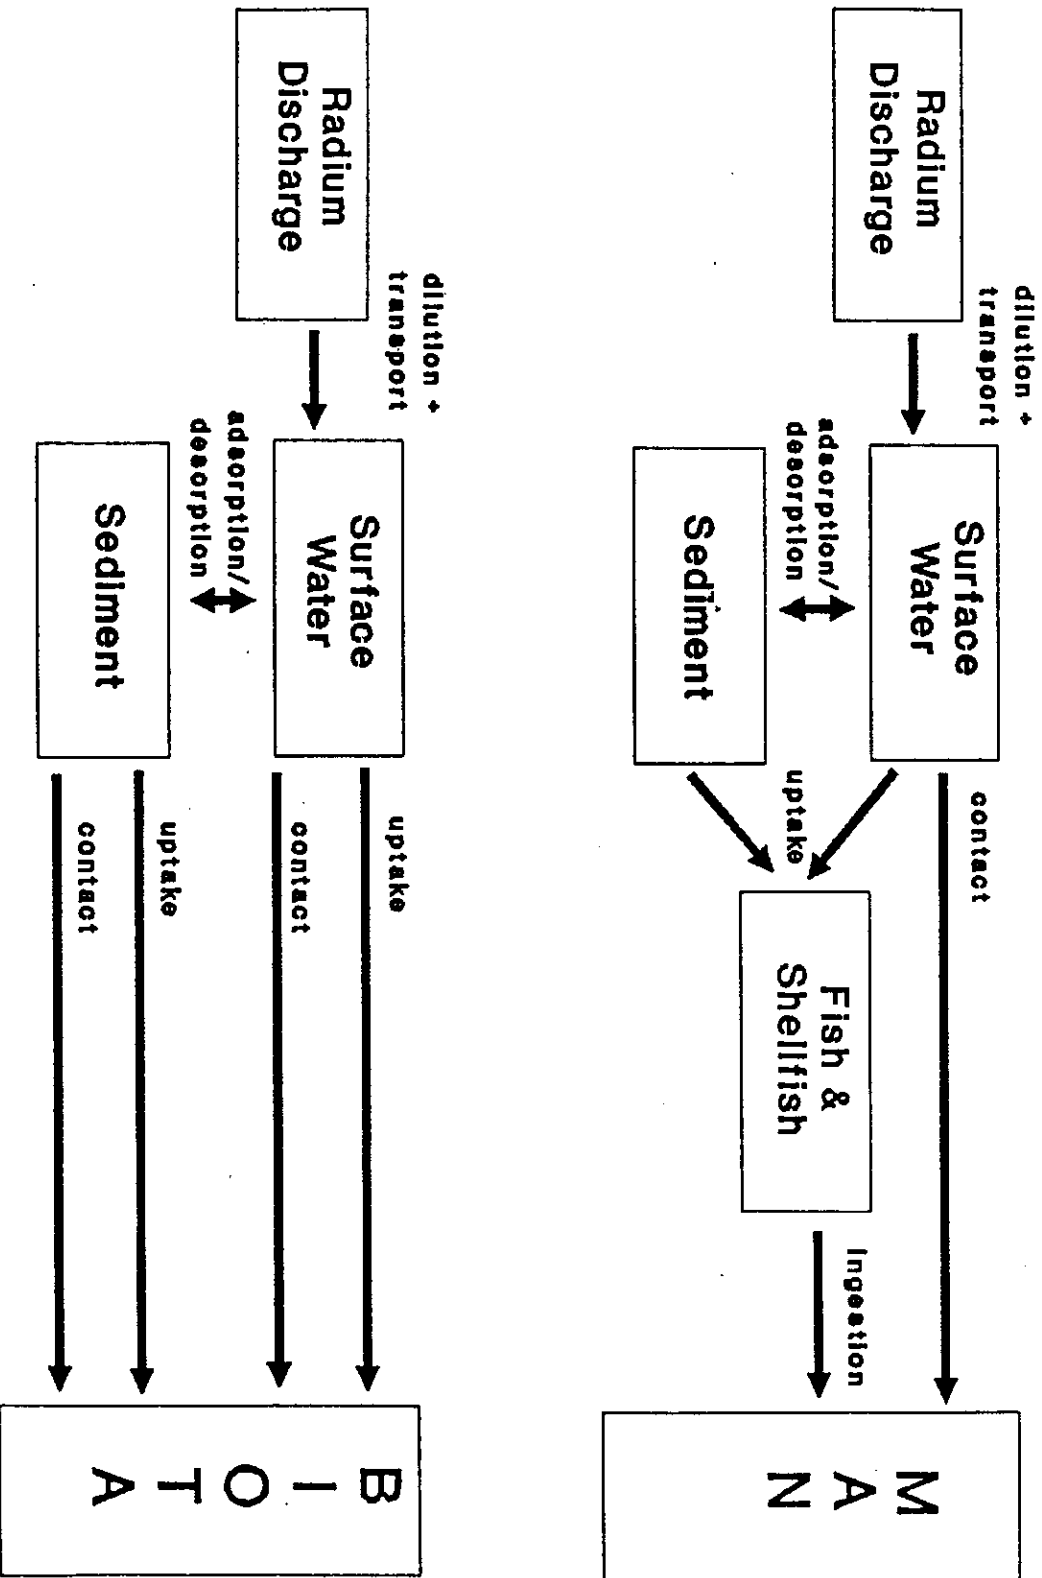 Radium
Discharge
dilution +
transport
Surface
Water
adsorption/
desorption
Sediment
contact
uptake
Fish &
Shellfish
Ingestion
M
A
N
Radium
Discharge
dilution +
transport
Surface
Water
adsorption/
desorption
Sediment
uptake
contact
uptake
contact
B
I
O
T
A